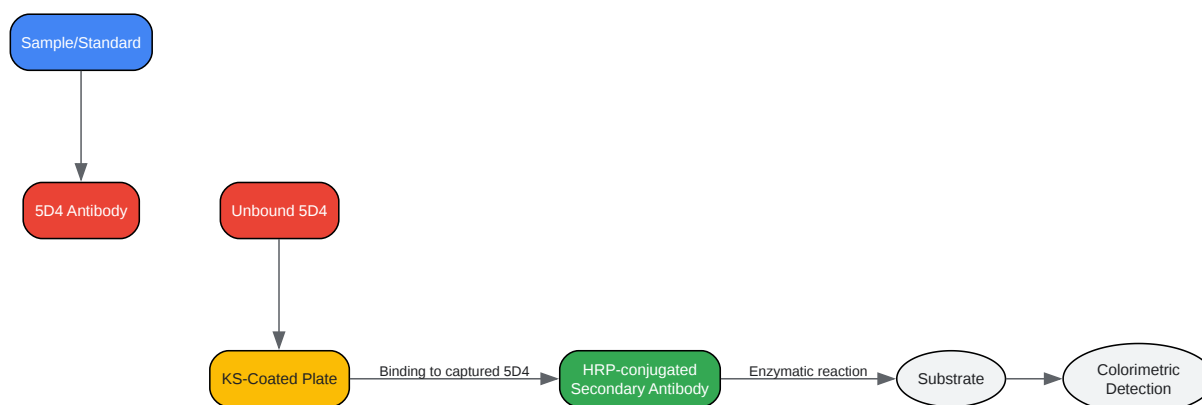 Sample/Standard
5D4 Antibody
Unbound 5D4
KS-Coated Plate
Binding to captured 5D4
HRP-conjugated
Secondary Antibody
Enzymatic reaction
Substrate
Colorimetric
Detection